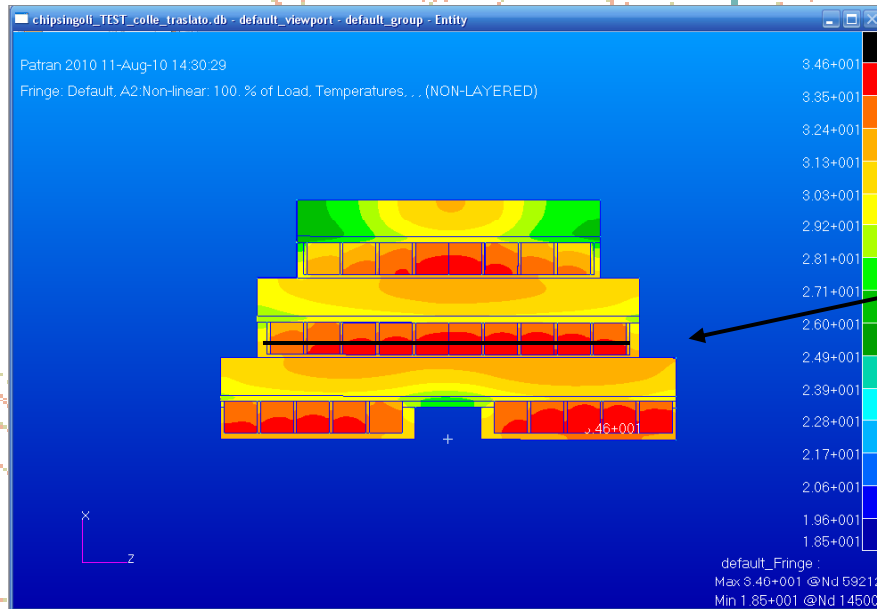 chipsingoli_TEST_colle_traslato.db - default_viewport - default_group - Entity
Patran 2010 11-Aug-10 14:30:29
Fringe: Default, A2:Non-linear: 100. % of Load, Temperatures, , , (NON-LAYERED)
3.46+001
3.35+001
3.24+001
3.13+001
3.03+001
2.92+001
2.81+001
2.71+001
2.60+001
2.49+001
2.39+001
2.28+001
2.17+001
2.06+001
1.96+001
1.85+001
3.46+001
X
Z
default_Fringe :
Max 3.46+001 @Nd 59212
Min 1.85+001 @Nd 14500